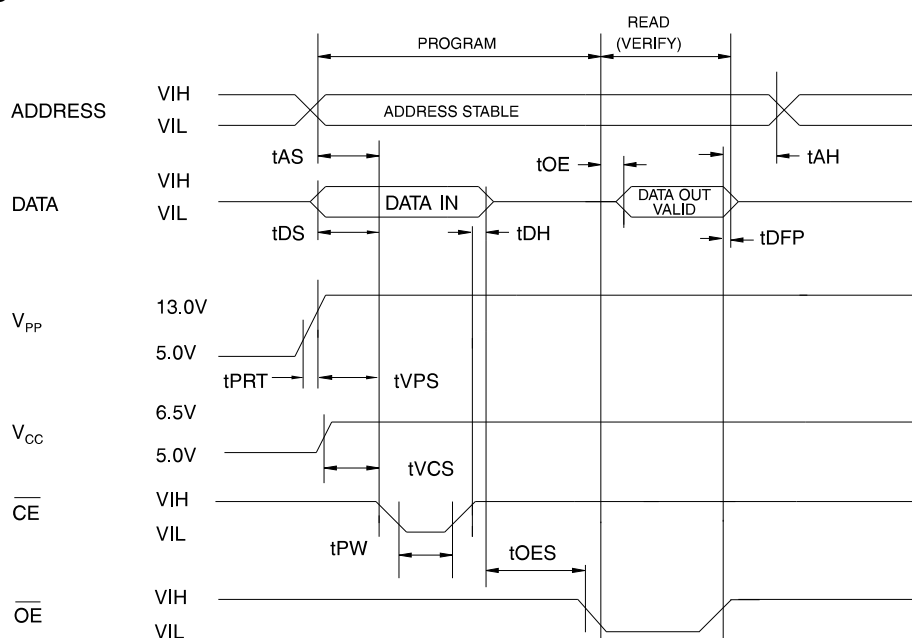 READ
PROGRAM (VERIFY)
ADDRESS VIH VIL ADDRESS STABLE
tAS tOE tAH
DATA VIH VIL DATA IN DATA OUT VALID
tDS tDH tDFP
VPP 13.0V 5.0V
tPRT tVPS
VCC 6.5V 5.0V
tVCS
CE VIH VIL
tPW tOES
OE VIH VIL